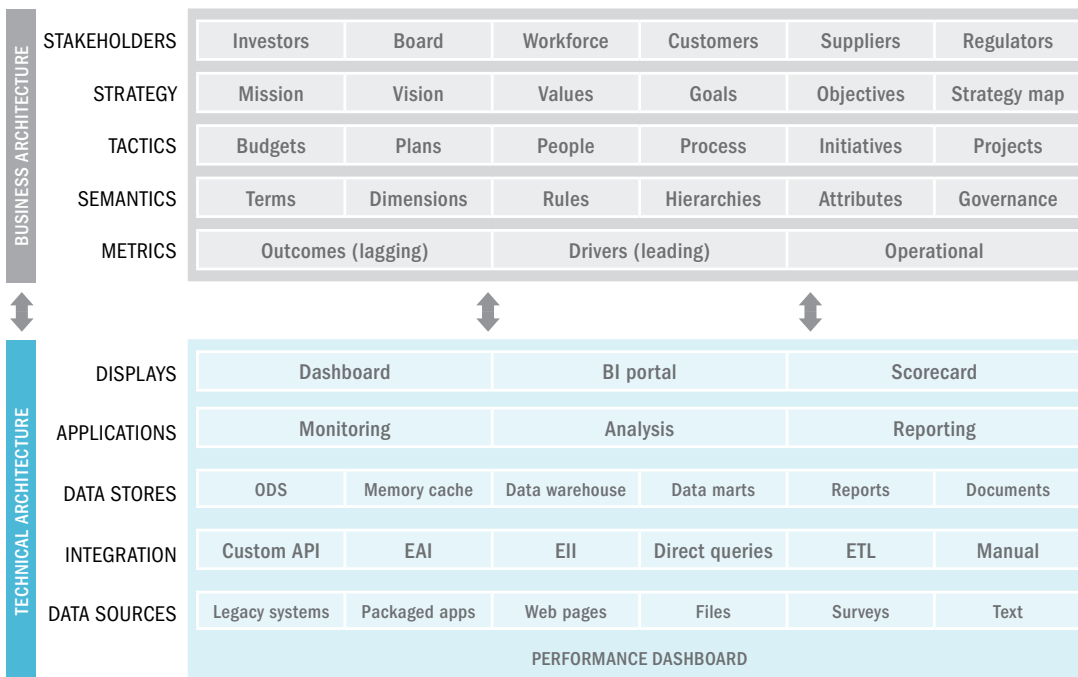 BUSINESS ARCHITECTURE
STAKEHOLDERS Investors Board Workforce Customers Suppliers Regulators
STRATEGY Mission Vision Values Goals Objectives Strategy map
TACTICS Budgets Plans People Process Initiatives Projects
SEMANTICS Terms Dimensions Rules Hierarchies Attributes Governance
METRICS Outcomes (lagging) Drivers (leading) Operational
TECHNICAL ARCHITECTURE
DISPLAYS Dashboard BI portal Scorecard
APPLICATIONS Monitoring Analysis Reporting
DATA STORES ODS Memory cache Data warehouse Data marts Reports Documents
INTEGRATION Custom API EAI EII Direct queries ETL Manual
DATA SOURCES Legacy systems Packaged apps Web pages Files Surveys Text
PERFORMANCE DASHBOARD